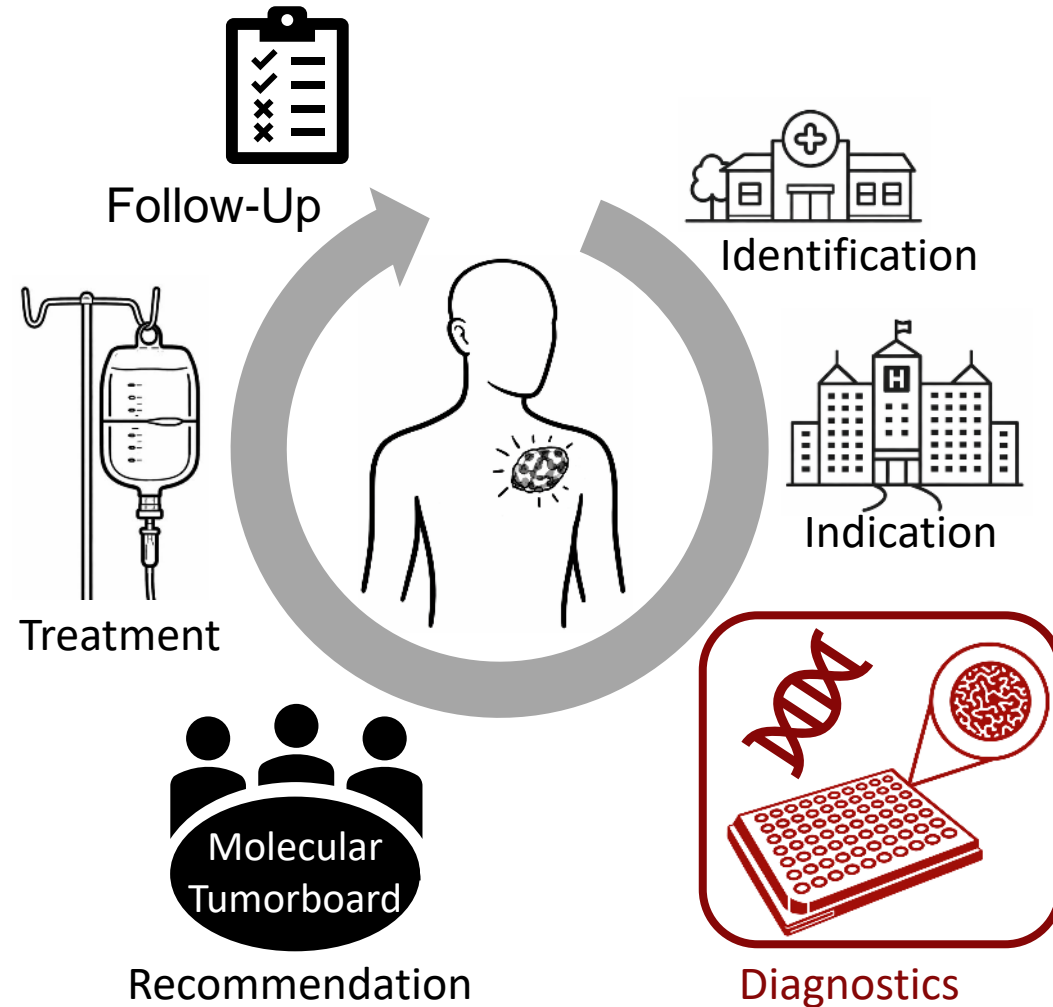 Follow-Up
Identification
H
Indication
Diagnostics
Molecular
Tumorboard
Recommendation
Treatment